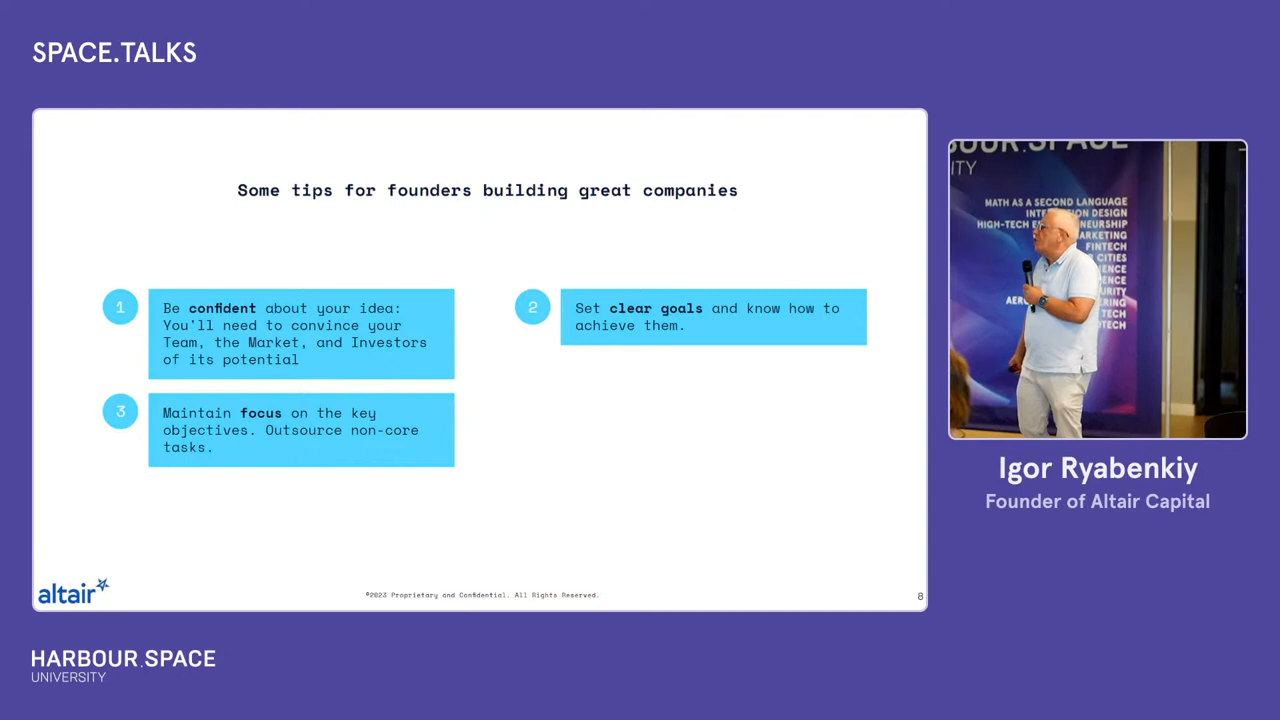 SPACE.TALKS
Some tips for founders building great companies
1
Be confident about your idea:
You'll need to convince your
Team, the Market, and Investors
of its potential
2
Set clear goals and know how to
achieve them.
3
Maintain focus on the key
objectives. Outsource non-core
tasks.
altair
©2023 Proprietary and Confidential. All Rights Reserved.
8
OUR.SPACE
ITY
MATH AS A SECOND LANGUAGE
DESIGN
HIGH-TECH
FINTECH
CITIES
Igor Ryabenkiy
Founder of Altair Capital
HARBOUR.SPACE
UNIVERSITY